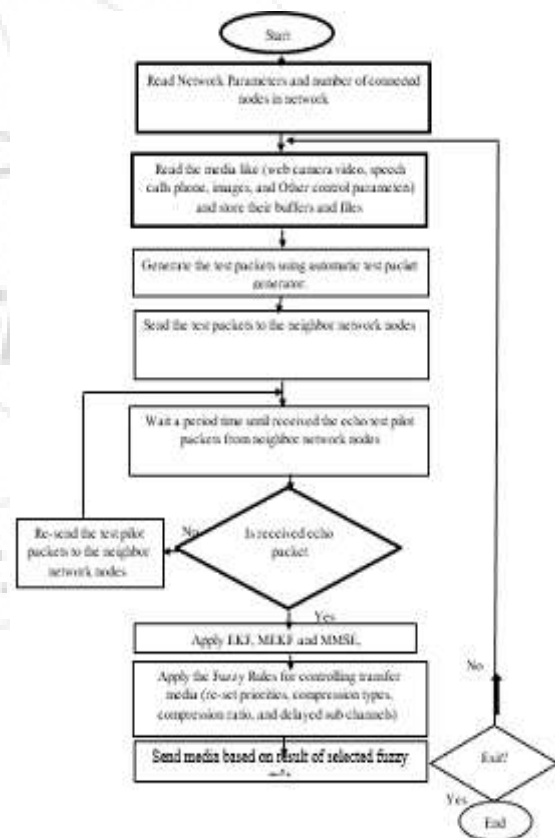 Start
Read Network Parameters and number of connected
nodes in network
Read the media like (web camera video, speech
calls phone, images, and Other control parameters)
and store their buffers and files
Generate the test packets using automatic test packet
generator.
Send the test packets to the neighbor network nodes
Wait a period time until received the echo test pilot
packets from neighbor network nodes
Re-send the test pilot
packets to the neighbor
network nodes
No
Is received echo
packet
Yes
Apply EKF, MEKF and MMSE,
Apply the Fuzzy Rules for controlling transfer
media (re-set priorities, compression types,
compression ratio, and delayed sub channels)
Send media based on result of selected fuzzy
No
Exit?
Yes
End